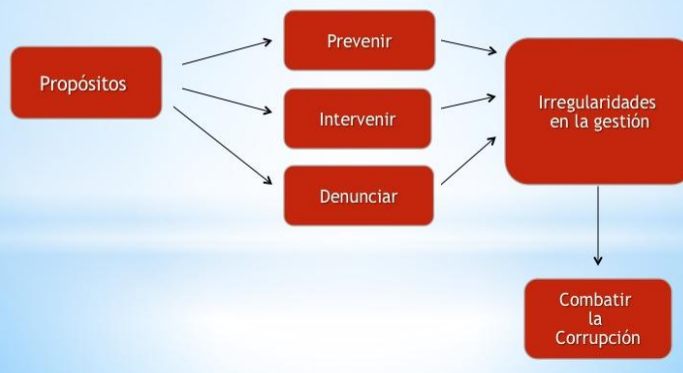 Propósitos
Prevenir
Intervenir
Denunciar
Irregularidades
en la gestión
Combatir
la
Corrupción